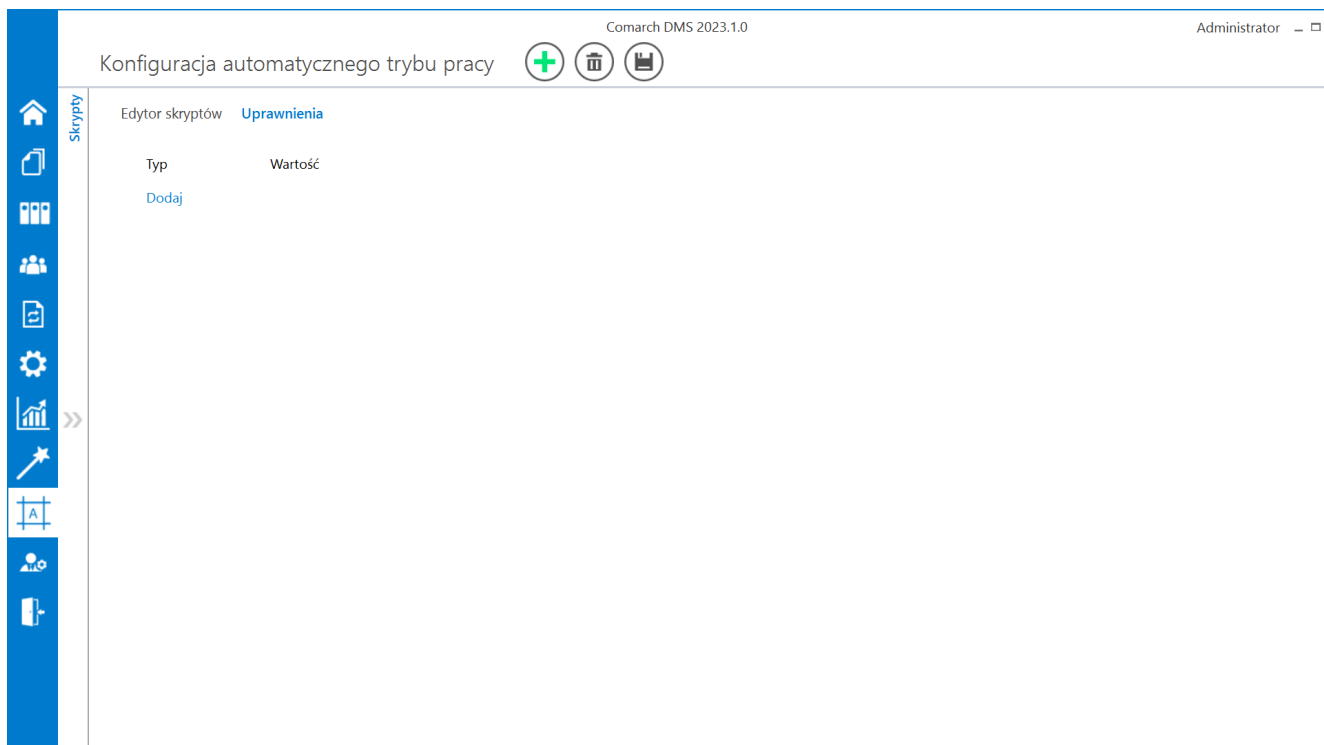 Comarch DMS 2023.1.0
Administrator
Konfiguracja automatycznego trybu pracy
Skrypty
Edytor skryptów Uprawnienia
Typ Wartość
Dodaj
A